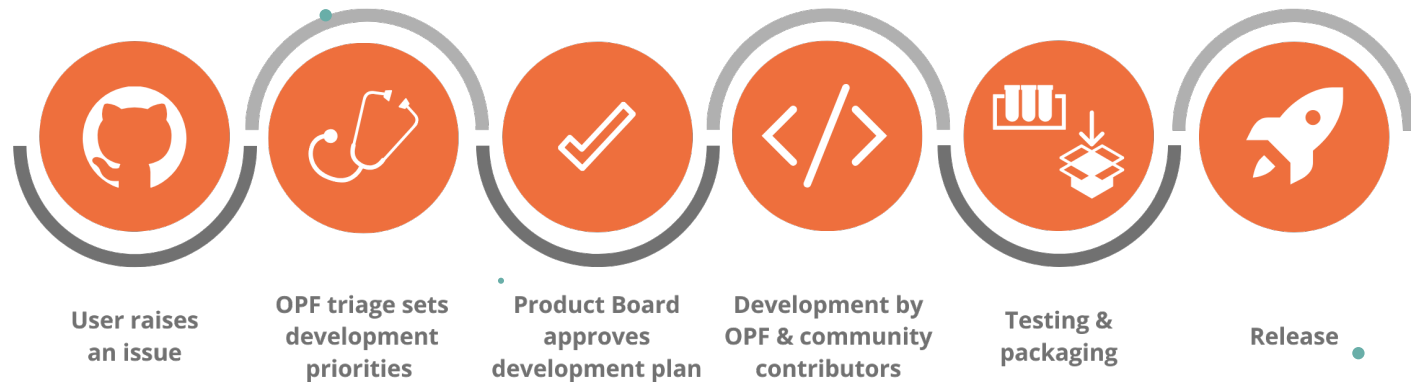 User raises
an issue
OPF triage sets
development
priorities
Product Board
approves
development plan
Development by
OPF & community
contributors
Testing &
packaging
Release